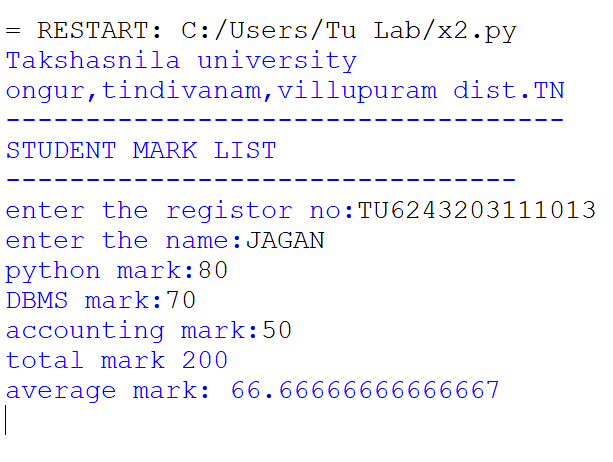 = RESTART: C:/Users/Tu Lab/x2.py
Takshasnila university
ongur,tindivanam,villupuram dist.TN
-----------------------------------
STUDENT MARK LIST
--------------------------------
enter the registor no:TU6243203111013
enter the name:JAGAN
python mark:80
DBMS mark:70
accounting mark:50
total mark 200
average mark: 66.66666666666667